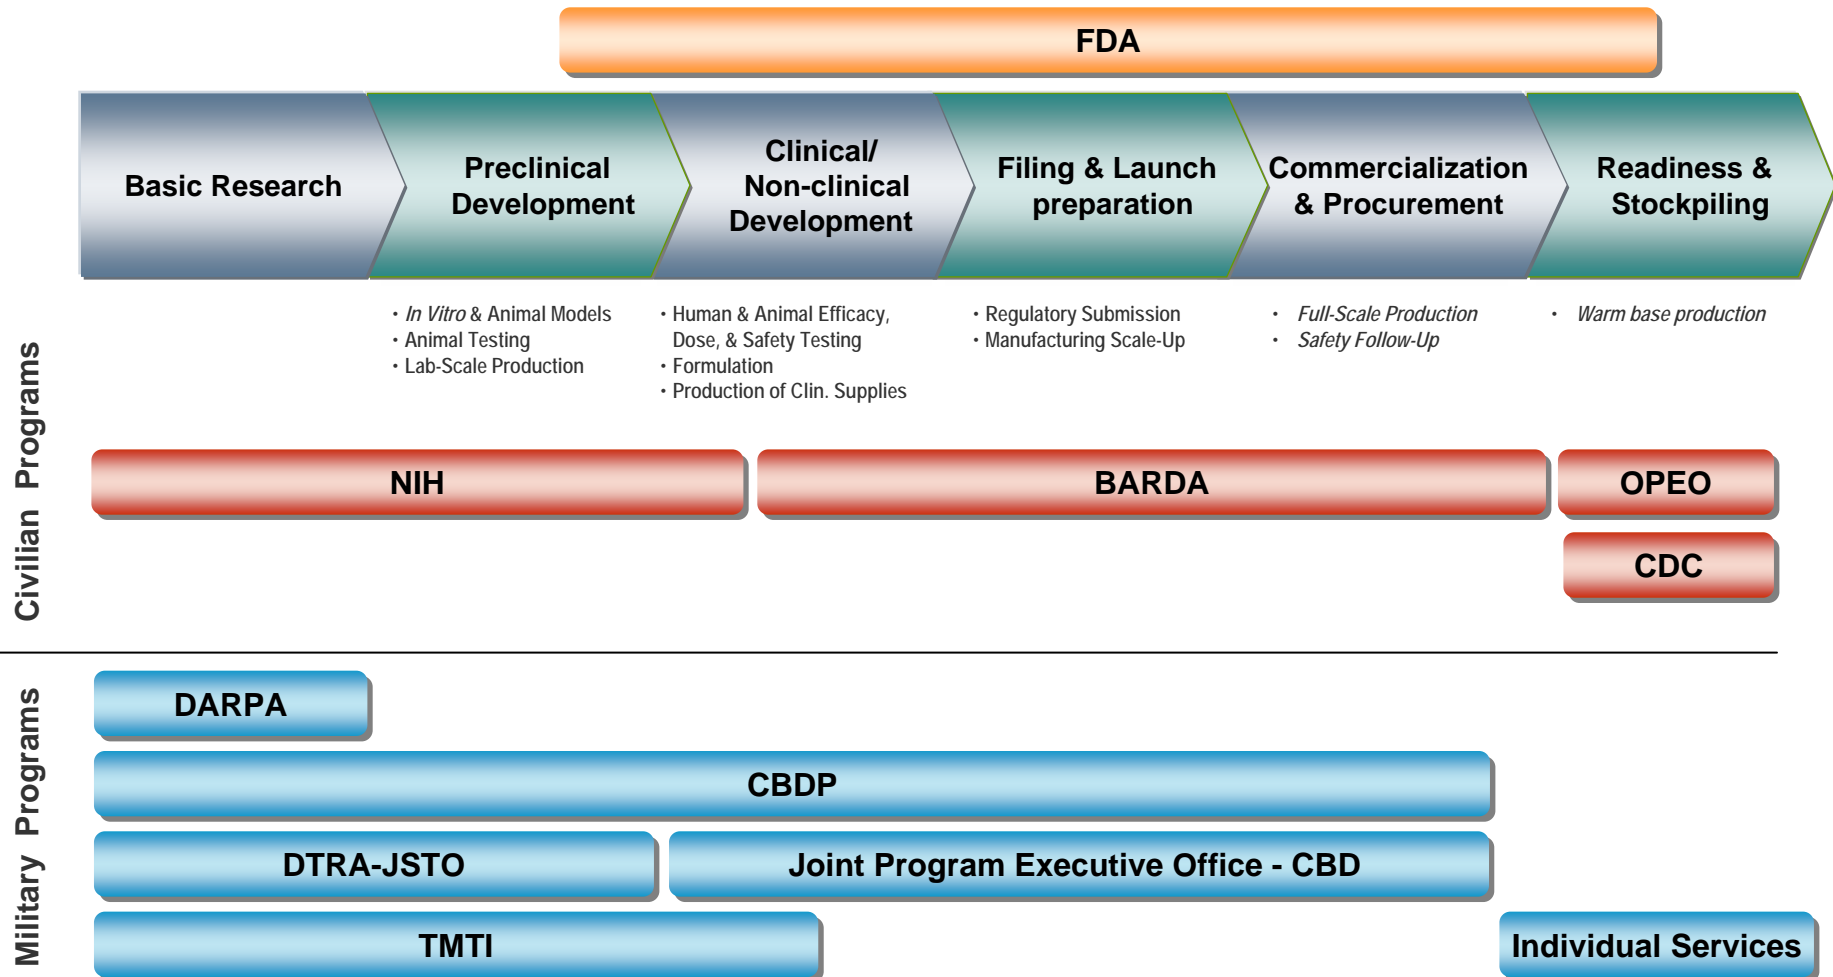 FDA
Basic Research
Preclinical
Development
Clinical/
Non-clinical
Development
Filing & Launch
preparation
Commercialization
& Procurement
Readiness &
Stockpiling
• In Vitro & Animal Models
• Animal Testing
• Lab-Scale Production
• Human & Animal Efficacy,
Dose, & Safety Testing
• Formulation
• Production of Clin. Supplies
• Regulatory Submission
• Manufacturing Scale-Up
• Full-Scale Production
• Safety Follow-Up
• Warm base production
Civilian Programs
NIH
BARDA
OPEO
CDC
Military Programs
DARPA
CBDP
DTRA-JSTO
Joint Program Executive Office - CBD
TMTI
Individual Services